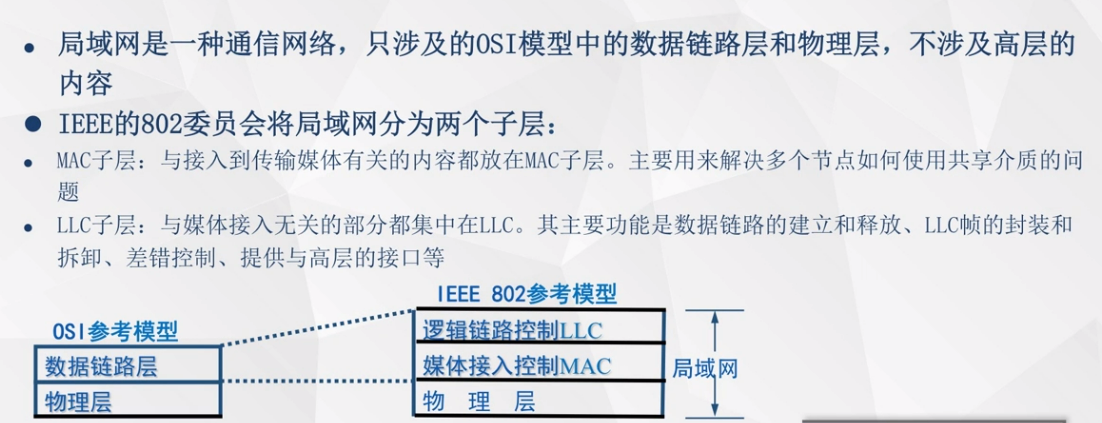 • 局域网是一种通信网络，只涉及的OSI模型中的数据链路层和物理层，不涉及高层的
内容
● IEEE的802委员会将局域网分为两个子层：
• MAC子层：与接入到传输媒体有关的内容都放在MAC子层。主要用来解决多个节点如何使用共享介质的问
题
• LLC子层：与媒体接入无关的部分都集中在LLC。其主要功能是数据链路的建立和释放、LLC帧的封装和
拆卸、差错控制、提供与高层的接口等
IEEE 802参考模型
OSI参考模型
逻辑链路控制LLC
数据链路层
媒体接入控制MAC
局域网
物理层
物 理 层